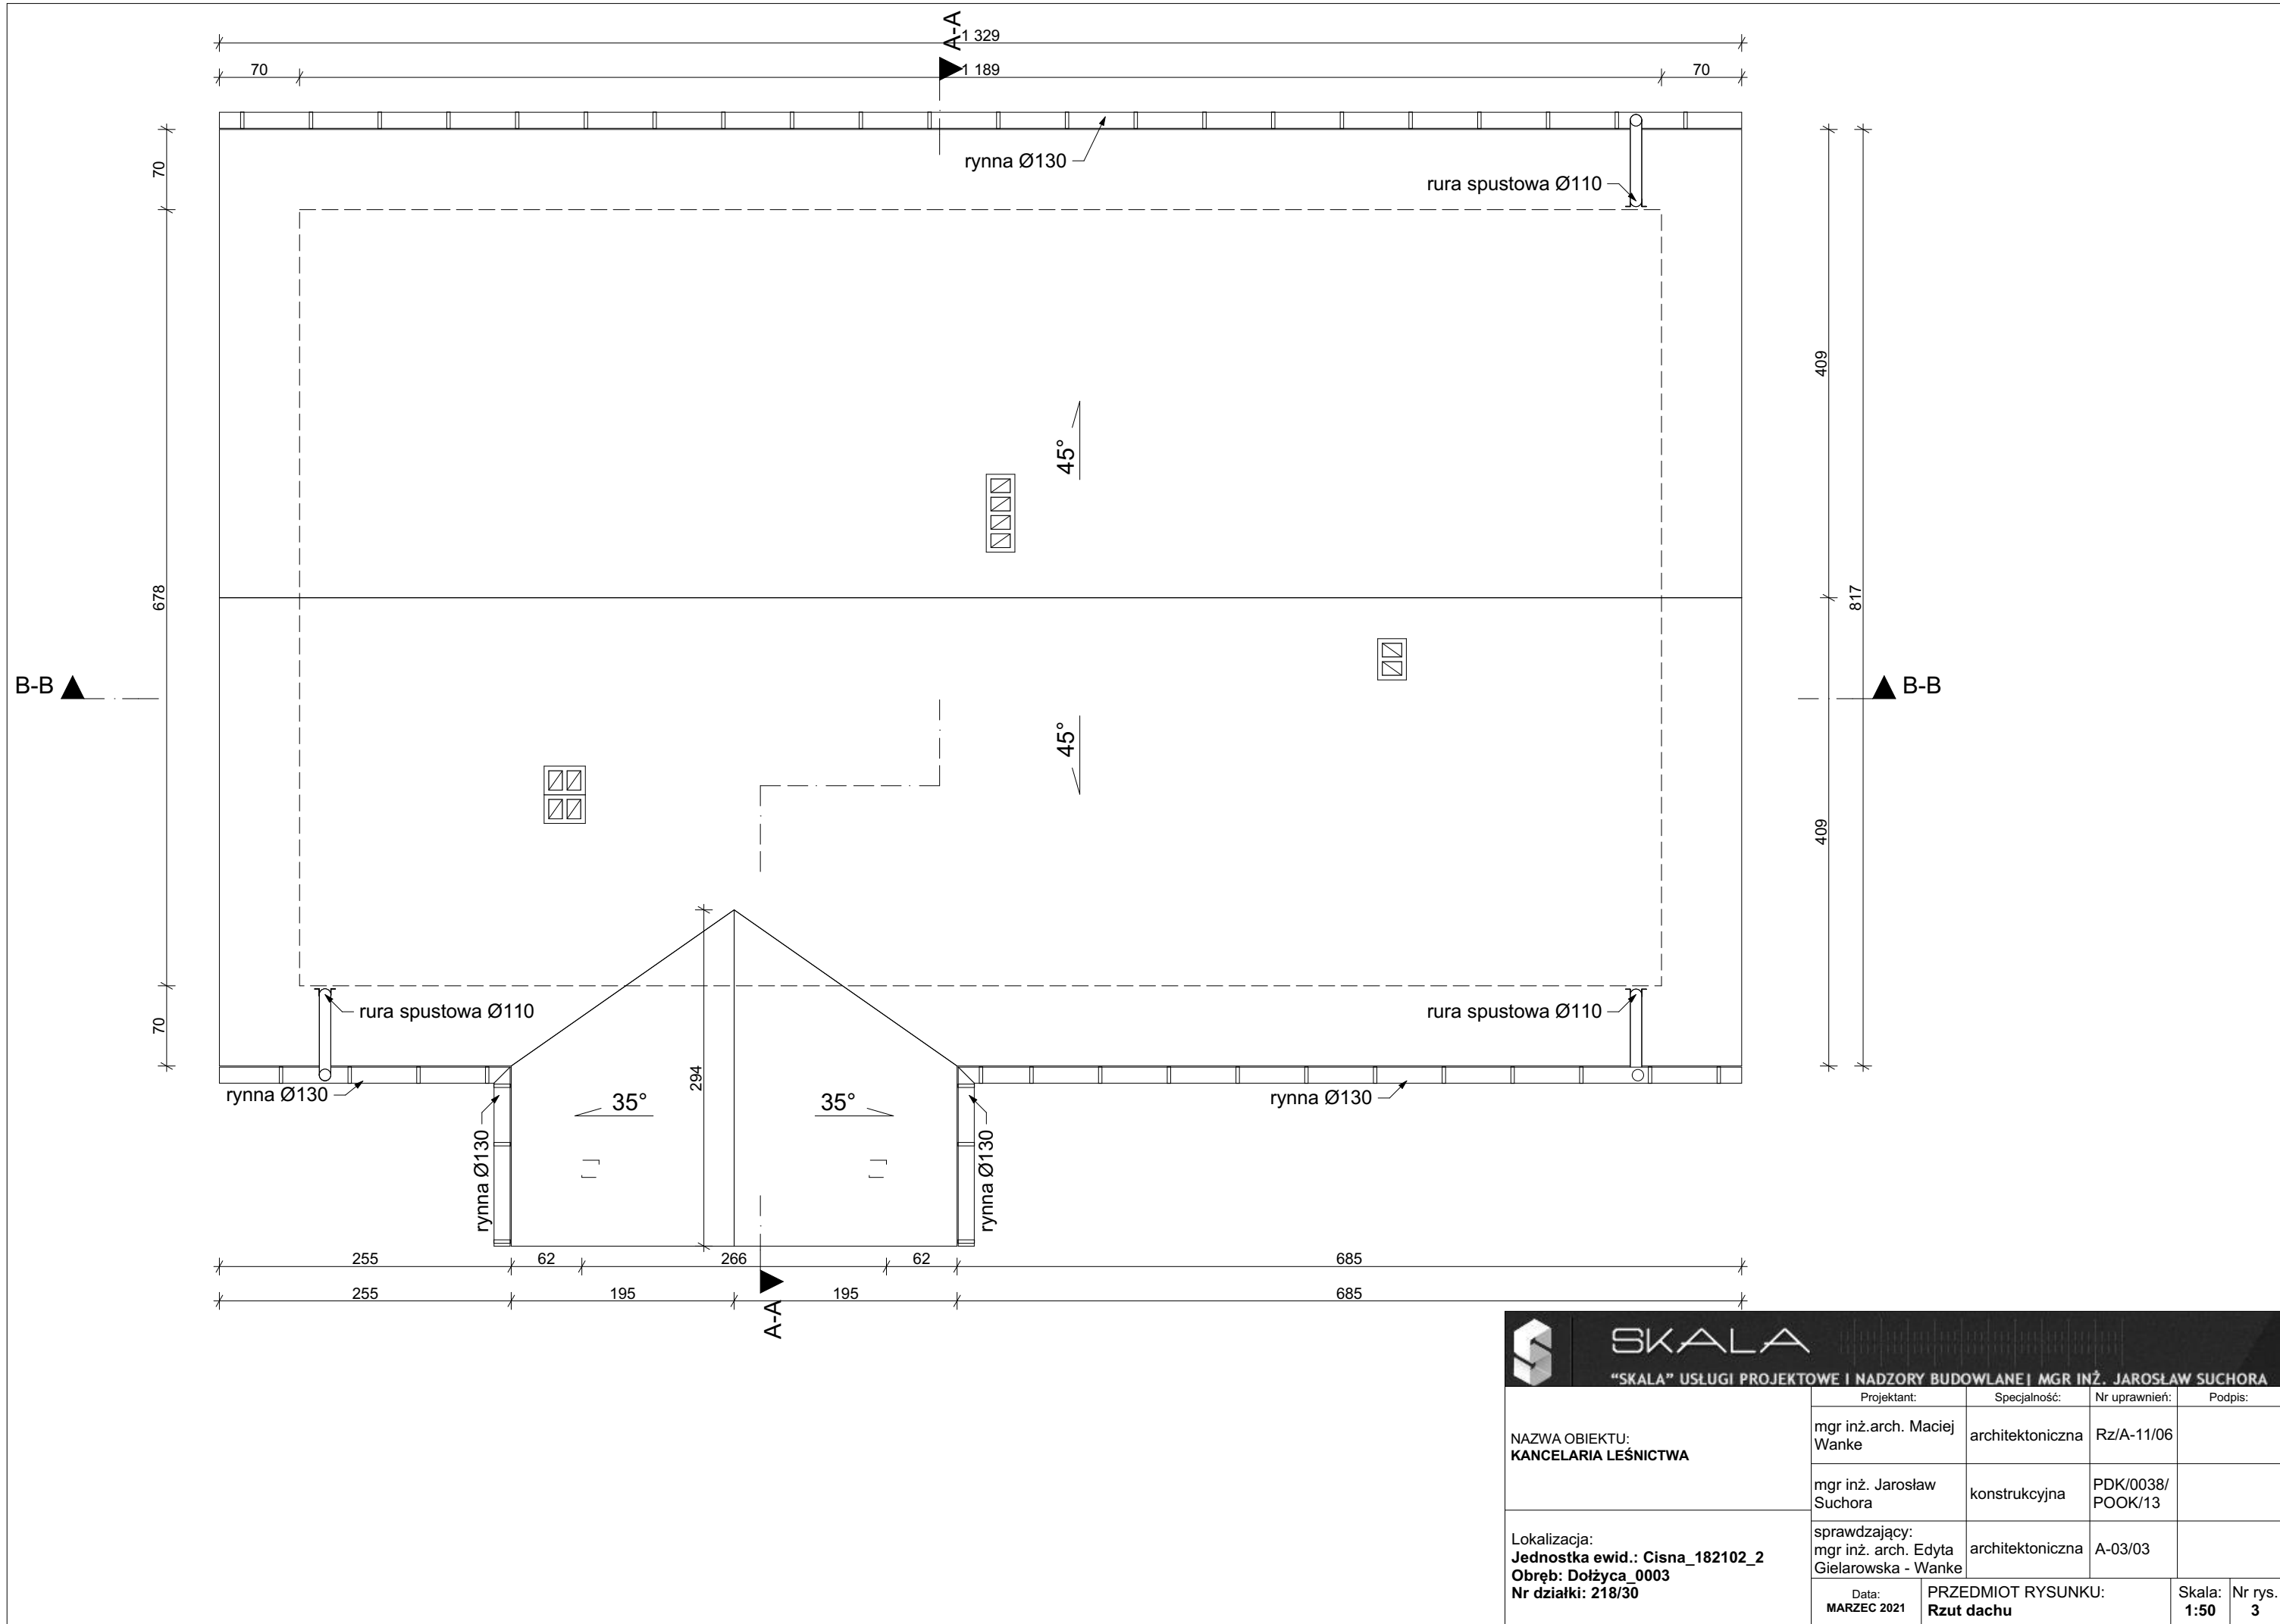 A-A
1 329
70
1 189
70
rynna Ø130
rura spustowa Ø110
70
409
45°
678
817
B-B
B-B
45°
409
rura spustowa Ø110
rura spustowa Ø110
70
294
rynna Ø130
35°
35°
rynna Ø130
rynna Ø130
rynna Ø130
255
62
266
62
685
255
195
195
685
A-A
SKALA
“SKALA” USŁUGI PROJEKTOWE I NADZORY BUDOWLANE| MGR INŻ. JAROSŁAW SUCHORA
Projektant:
Specjalność:
Nr uprawnień:
Podpis:
NAZWA OBIEKTU:
KANCELARIA LEŚNICTWA
mgr inż.arch. Maciej
Wanke
architektoniczna
Rz/A-11/06
mgr inż. Jarosław
Suchora
konstrukcyjna
PDK/0038/
POOK/13
Lokalizacja:
Jednostka ewid.: Cisna_182102_2
Obręb: Dołżyca_0003
Nr działki: 218/30
sprawdzający:
mgr inż. arch. Edyta
Gielarowska - Wanke
architektoniczna
A-03/03
Data:
MARZEC 2021
PRZEDMIOT RYSUNKU:
Rzut dachu
Skala:
1:50
Nr rys.
3